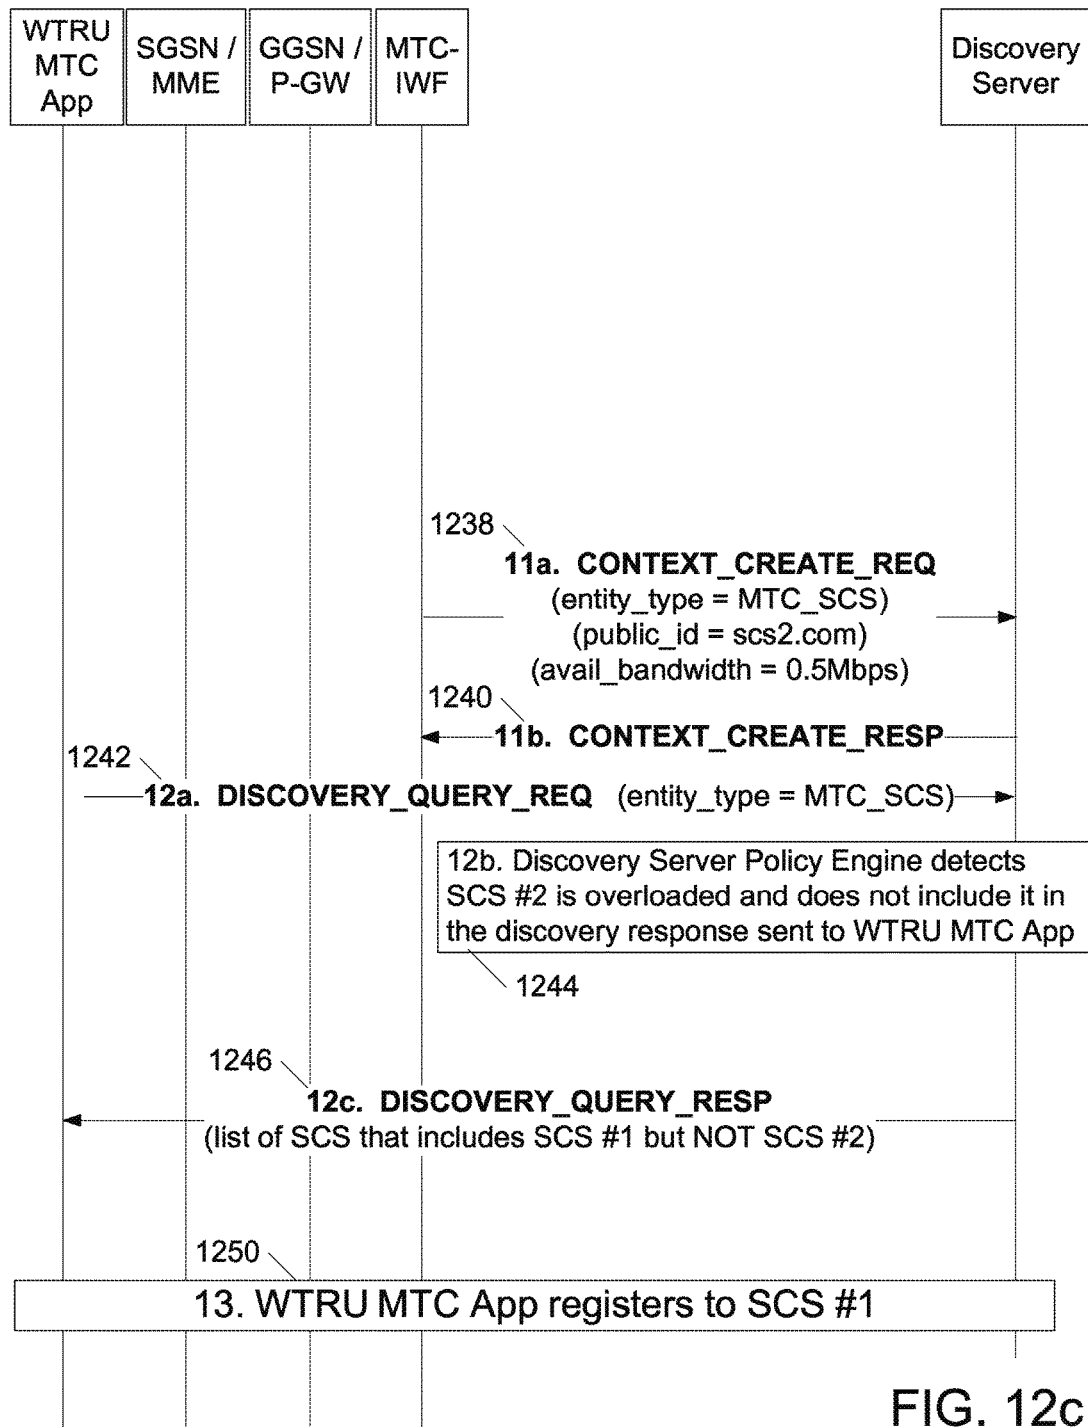 WTRU
MTC
App
SGSN /
MME
GGSN /
P-GW
MTC-
IWF
Discovery
Server
1238
11a. CONTEXT_CREATE_REQ
(entity_type = MTC_SCS)
(public_id = scs2.com)
(avail_bandwidth = 0.5Mbps)
1240
11b. CONTEXT_CREATE_RESP
1242
12a. DISCOVERY_QUERY_REQ (entity_type = MTC_SCS)
12b. Discovery Server Policy Engine detects
SCS #2 is overloaded and does not include it in
the discovery response sent to WTRU MTC App
1244
1246
12c. DISCOVERY_QUERY_RESP
(list of SCS that includes SCS #1 but NOT SCS #2)
1250
13. WTRU MTC App registers to SCS #1
FIG. 12c